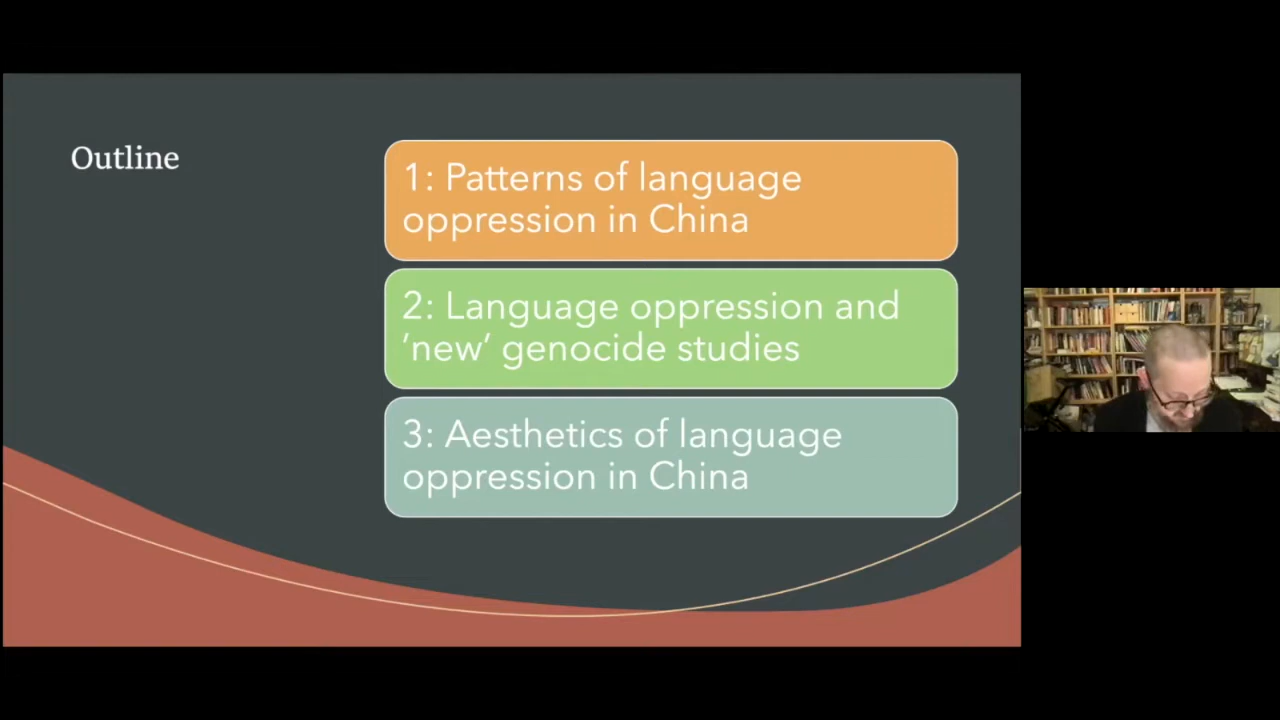 Outline
1: Patterns of language
oppression in China
2: Language oppression and
‘new’ genocide studies
3: Aesthetics of language
oppression in China